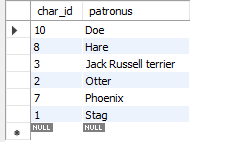 char_id patronus
10 Doe
8 Hare
3 Jack Russell terrier
2 Otter
7 Phoenix
1 Stag
NULL NULL